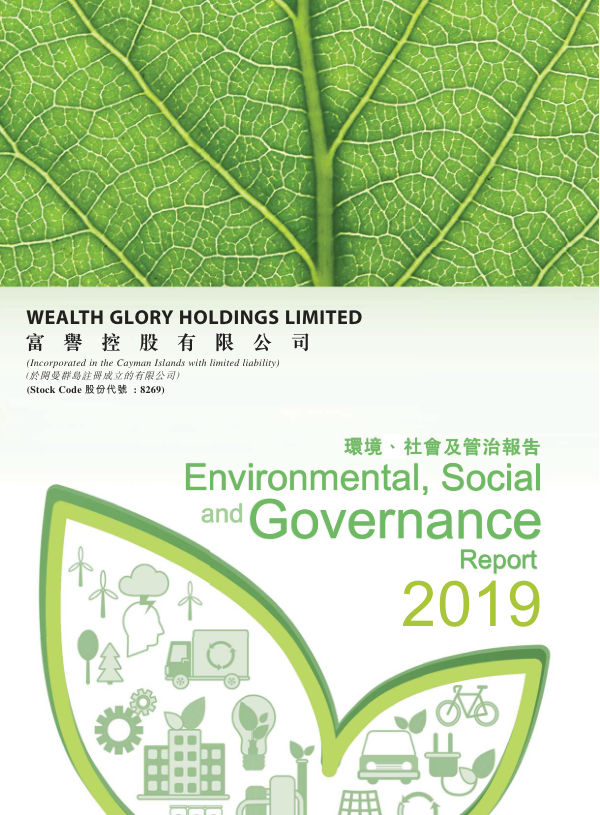 WEALTH GLORY HOLDINGS LIMITED
富譽控股有限公司
(Incorporated in the Cayman Islands with limited liability)
(於開曼群島註冊成立的有限公司)
(Stock Code 股份代號 : 8269)
環境、社會及管治報告
Environmental, Social
and Governance
Report
2019